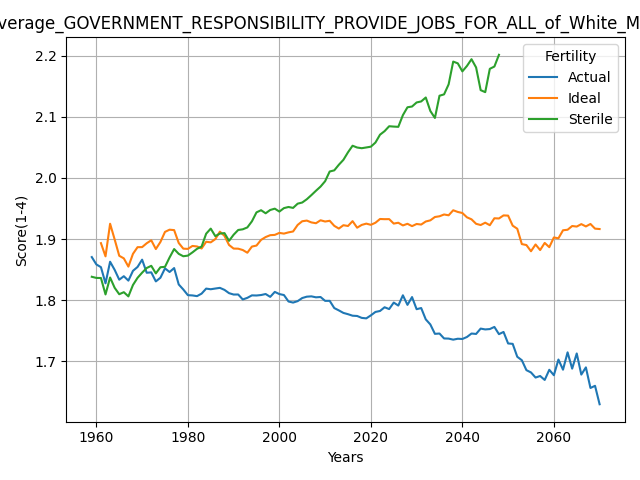 verage_GOVERNMENT_RESPONSIBILITY_PROVIDE_JOBS_FOR_ALL_of_White_M
Fertility
Actual
Ideal
Sterile
Score(1-4)
2.2
2.1
2.0
1.9
1.8
1.7
1960
1980
2000
2020
2040
2060
Years